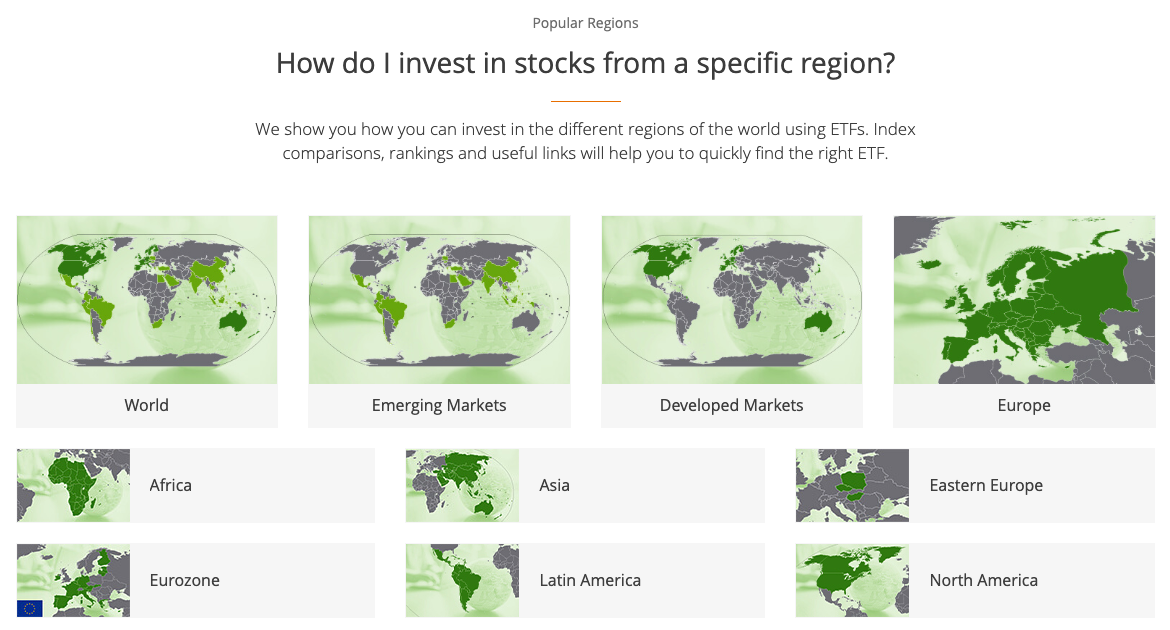 Popular Regions
How do I invest in stocks from a specific region?
We show you how you can invest in the different regions of the world using ETFs. Index
comparisons, rankings and useful links will help you to quickly find the right ETF.
World
Emerging Markets
Developed Markets
Europe
Africa
Asia
Eastern Europe
Eurozone
Latin America
North America